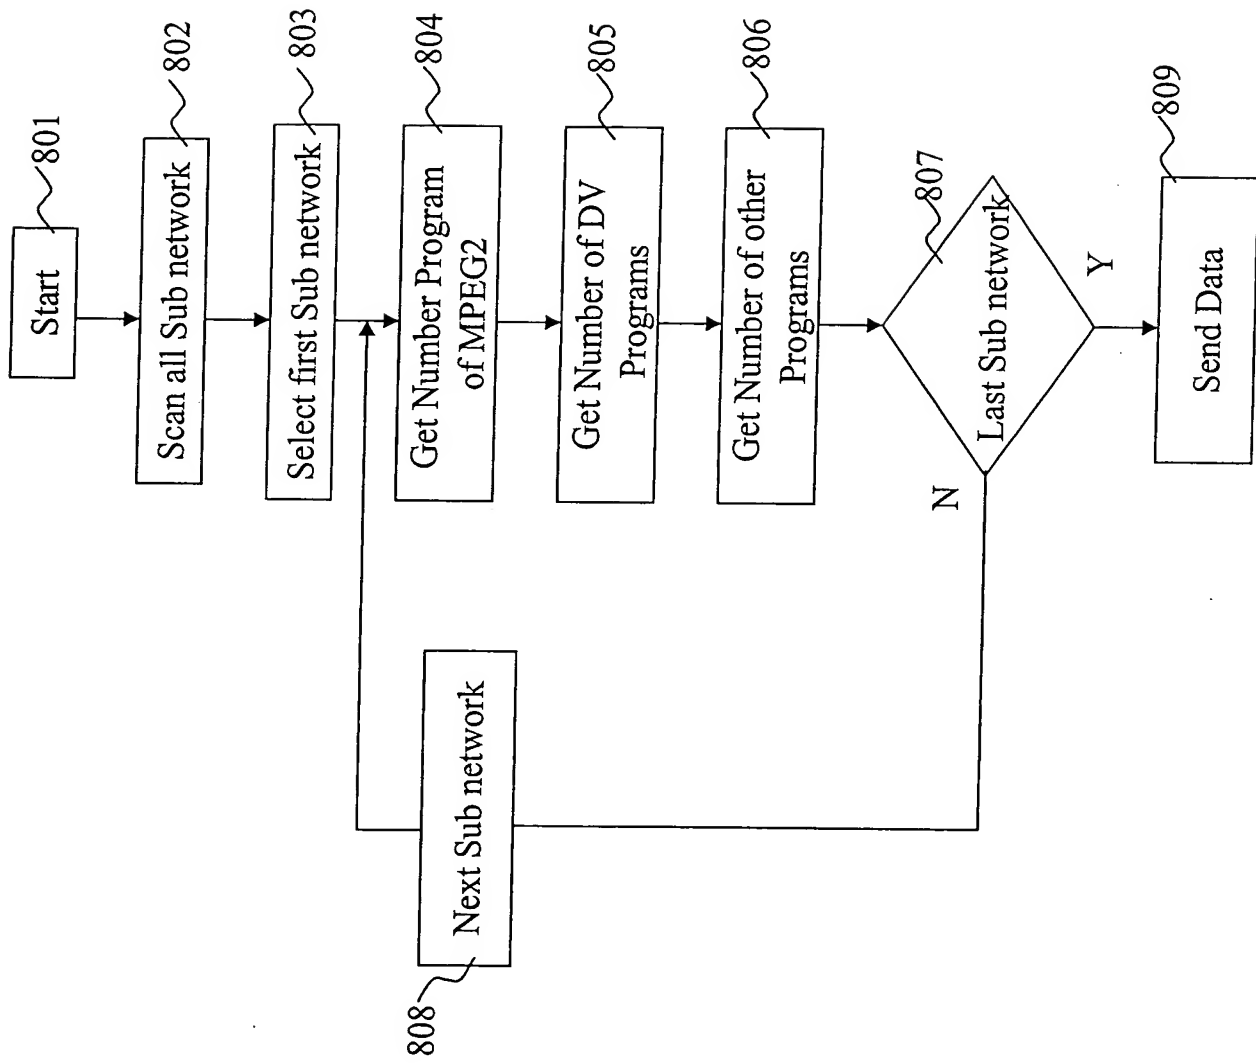 Start
801
Scan all Sub network
802
Select first Sub network
803
Get Number Program
of MPEG2
804
Get Number of DV
Programs
805
Get Number of other
Programs
806
Last Sub network
807
N
Y
Next Sub network
808
Send Data
809